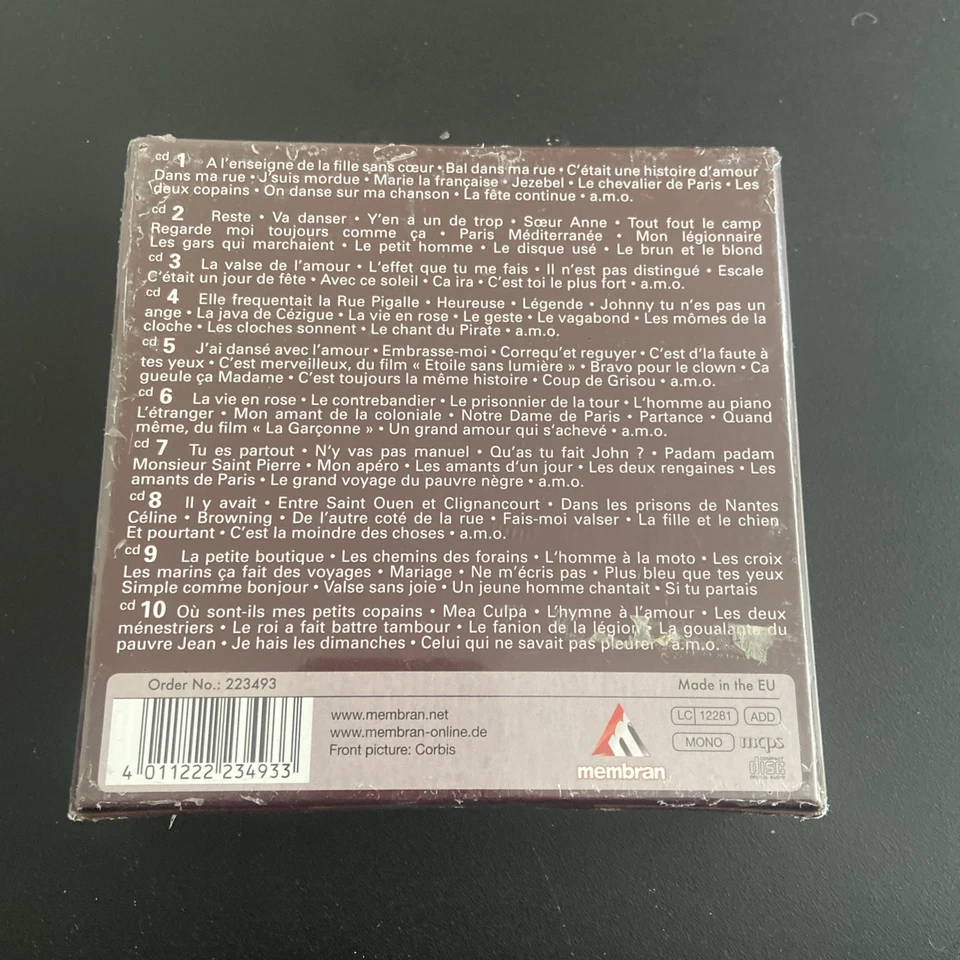 cd 1 A l'enseigne de la fille sans cœur • Bal dans ma rue • C'était une histoire d'amour
Dans ma rue • J'suis mordue • Marie la française • Jezebel • Le chevalier de Paris • Les
deux copains • On danse sur ma chanson • La fête continue • a.m.o.
cd 2 Reste • Va danser • Y'en a un de trop • Sœur Anne • Tout fout le camp
Regarde moi toujours comme ça • Paris Méditerranée • Mon légionnaire
Les gars qui marchaient • Le petit homme • Le disque usé • Le brun et le blond
cd 3 La valse de l'amour • L'effet que tu me fais • Il n'est pas distingué • Escale
C'était un jour de fête • Avec ce soleil • Ca ira • C'est toi le plus fort • a.m.o.
cd 4 Elle frequentait la Rue Pigalle • Heureuse • Légende • Johnny tu n'es pas un
ange • La java de Cézigue • La vie en rose • Le geste • Le vagabond • Les mômes de la
cloche • Les cloches sonnent • Le chant du Pirate • a.m.o.
cd 5 J'ai dansé avec l'amour • Embrasse-moi • Correqu'et reguyer • C'est d'la faute à
tes yeux • C'est merveilleux, du film « Etoile sans lumière » • Bravo pour le clown • Ca
gueule ça Madame • C'est toujours la même histoire • Coup de Grisou • a.m.o.
cd 6 La vie en rose • Le contrebandier • Le prisonnier de la tour • L'homme au piano
L'étranger • Mon amant de la coloniale • Notre Dame de Paris • Partance • Quand
même, du film « La Garçonne » • Un grand amour qui s'achevé • a.m.o.
cd 7 Tu es partout • N'y vas pas manuel • Qu'as tu fait John ? • Padam padam
Monsieur Saint Pierre • Mon apéro • Les amants d'un jour • Les deux rengaines • Les
amants de Paris • Le grand voyage du pauvre nègre • a.m.o.
cd 8 Il y avait • Entre Saint Ouen et Clignancourt • Dans les prisons de Nantes
Céline • Browning • De l'autre coté de la rue • Fais-moi valser • La fille et le chien
Et pourtant • C'est la moindre des choses • a.m.o.
cd 9 La petite boutique • Les chemins des forains • L'homme à la moto • Les croix
Les marins ça fait des voyages • Mariage • Ne m'écris pas • Plus bleu que tes yeux
Simple comme bonjour • Valse sans joie • Un jeune homme chantait • Si tu partais
cd 10 Où sont-ils mes petits copains • Mea Culpa • L'hymne à L'amour • Les deux
ménestriers • Le roi a fait battre tambour • Le fanion de la légion • La goualante du
pauvre Jean • Je hais les dimanches • Celui qui ne savait pas pleurer • a.m.o.
Order No.: 223493
Made in the EU
www.membran.net
www.membran-online.de
Front picture: Corbis
4 011222 234933
membran
LC 12281
ADD
MONO
mcps
COMPACT
disc
DIGITAL AUDIO